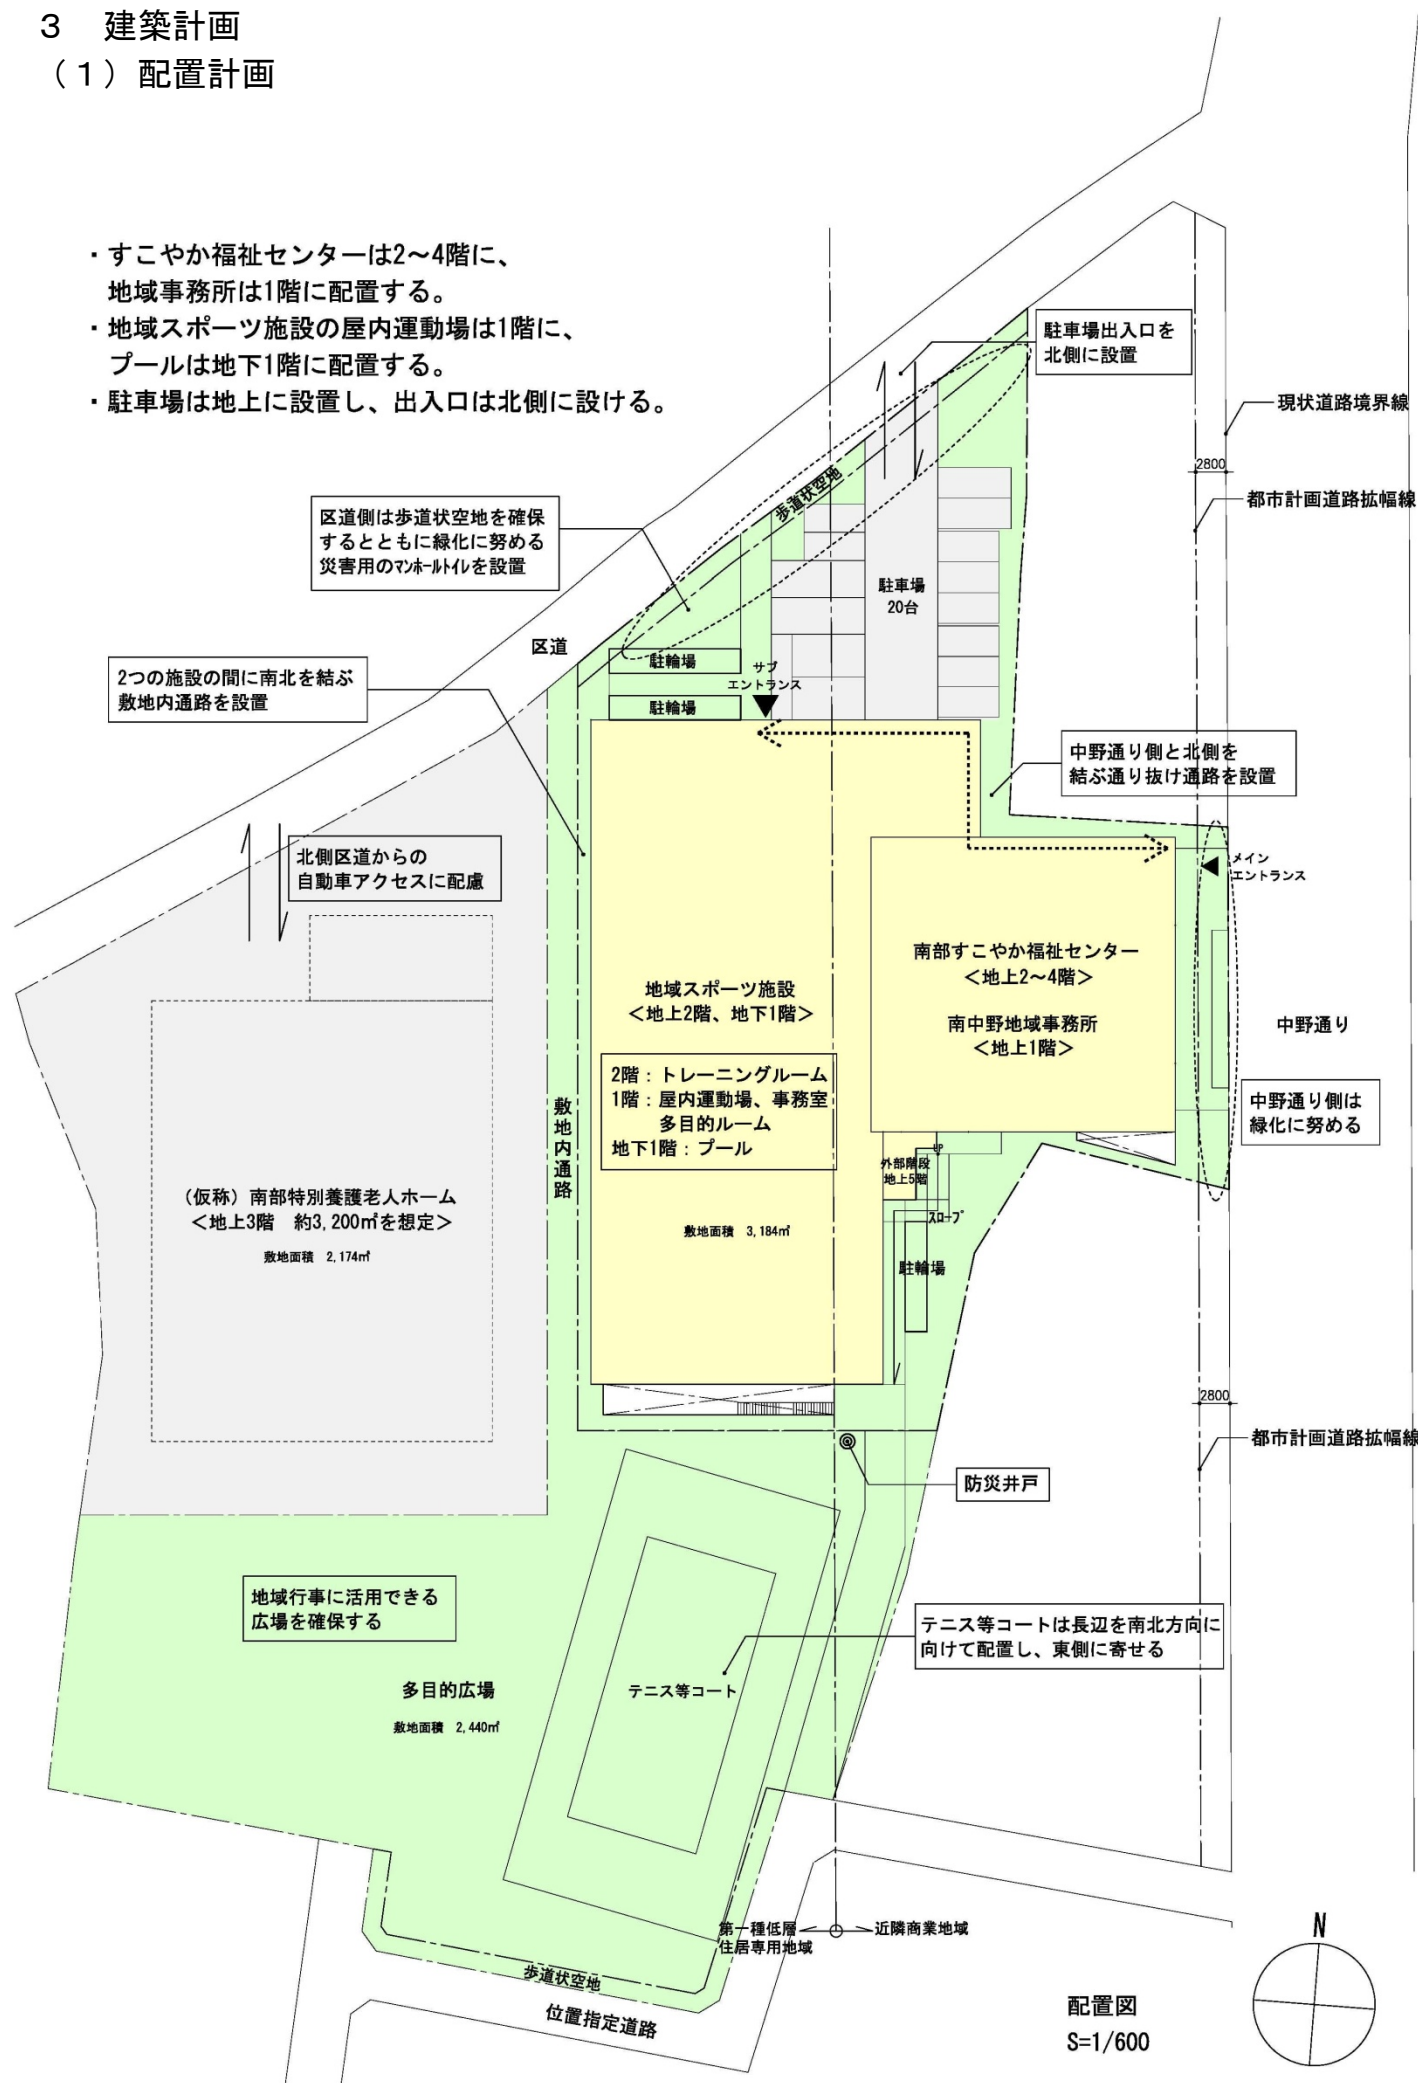 ３　建築計画
（１）配置計画
・すこやか福祉センターは2～4階に、
地域事務所は1階に配置する。
・地域スポーツ施設の屋内運動場は1階に、
プールは地下1階に配置する。
・駐車場は地上に設置し、出入口は北側に設ける。
駐車場出入口を
北側に設置
現状道路境界線
2800
都市計画道路拡幅線
歩道状空地
区道側は歩道状空地を確保
するとともに緑化に努める
災害用のマンホールトイレを設置
駐車場
20台
区道
駐輪場
サブ
エントランス
駐輪場
2つの施設の間に南北を結ぶ
敷地内通路を設置
中野通り側と北側を
結ぶ通り抜け通路を設置
北側区道からの
自動車アクセスに配慮
メイン
エントランス
南部すこやか福祉センター
＜地上2～4階＞
南中野地域事務所
＜地上1階＞
地域スポーツ施設
＜地上2階、地下1階＞
中野通り
2階：トレーニングルーム
1階：屋内運動場、事務室
多目的ルーム
地下1階：プール
中野通り側は
緑化に努める
敷地内通路
UP
外部階段
地上5階
スロープ
（仮称）南部特別養護老人ホーム
＜地上3階　約3,200㎡を想定＞
敷地面積　2,174㎡
敷地面積　3,184㎡
駐輪場
2800
都市計画道路拡幅線
防災井戸
地域行事に活用できる
広場を確保する
テニス等コートは長辺を南北方向に
向けて配置し、東側に寄せる
多目的広場
敷地面積　2,440㎡
テニス等コート
第一種低層
住居専用地域
近隣商業地域
歩道状空地
位置指定道路
N
配置図
S=1/600